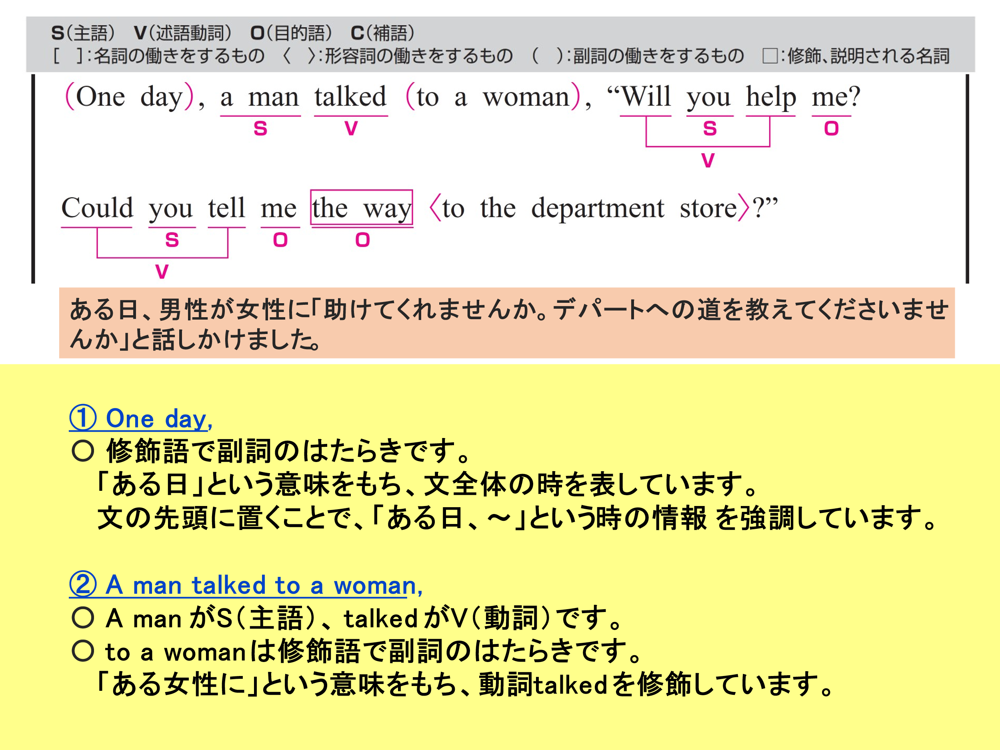 S(主語) V(述語動詞) O(目的語) C(補語)
[ ]:名詞の働きをするもの 〈 〉:形容詞の働きをするもの ( ):副詞の働きをするもの □:修飾、説明される名詞
(One day), a man talked (to a woman), “Will you help me?
S V S O
V
Could you tell me the way 〈to the department store〉?”
S O O
V
ある日、男性が女性に「助けてくれませんか。デパートへの道を教えてくださいませ
んか」と話しかけました。
① One day,
○ 修飾語で副詞のはたらきです。
「ある日」という意味をもち、文全体の時を表しています。
文の先頭に置くことで、「ある日、~」という時の情報 を強調しています。
② A man talked to a woman,
○ A man がS(主語)、talkedがV(動詞)です。
○ to a womanは修飾語で副詞のはたらきです。
「ある女性に」という意味をもち、動詞talkedを修飾しています。